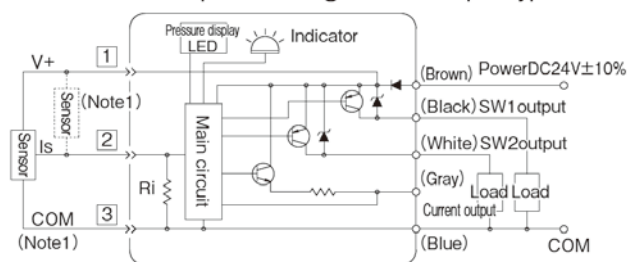 Pressure display
LED
Indicator
1
V+
Sensor
(Note1)
(Brown) PowerDC24V±10%
(Black) SW1output
2
Is
Sensor
Main circuit
(White) SW2output
Ri
(Gray)
Load Load
Current output
COM
3
(Note1)
(Blue)
COM